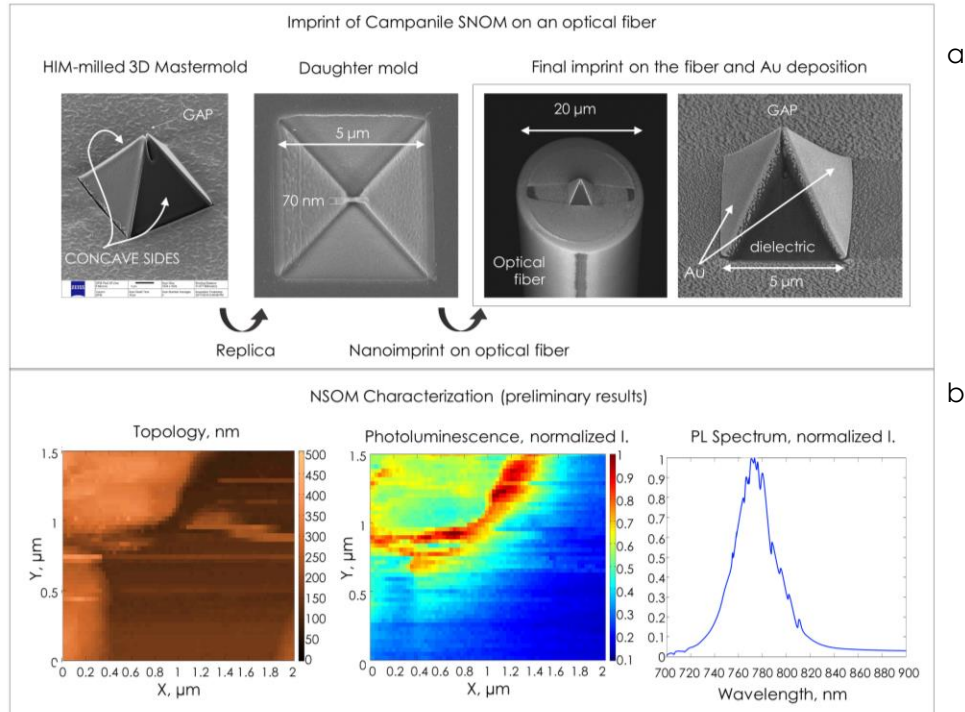 Imprint of Campanile SNOM on an optical fiber
a
HIM-milled 3D Mastermold
Daughter mold
Final imprint on the fiber and Au deposition
GAP
CONCAVE SIDES
ZEISS
5 µm
70 nm
20 µm
Optical
fiber
GAP
Au
dielectric
5 µm
Replica
Nanoimprint on optical fiber
b
NSOM Characterization (preliminary results)
Topology, nm
1.5
1
0.5
0
Y, µm
0 0.2 0.4 0.6 0.8 1 1.2 1.4 1.6 1.8 2
X, µm
500
450
400
350
300
250
200
150
100
50
0
Photoluminescence, normalized I.
1.5
1
0.5
0
Y, µm
0 0.2 0.4 0.6 0.8 1 1.2 1.4 1.6 1.8 2
X, µm
1
0.9
0.8
0.7
0.6
0.5
0.4
0.3
0.2
0.1
PL Spectrum, normalized I.
1
0.9
0.8
0.7
0.6
0.5
0.4
0.3
0.2
0.1
0
700 720 740 760 780 800 820 840 860 880 900
Wavelength, nm